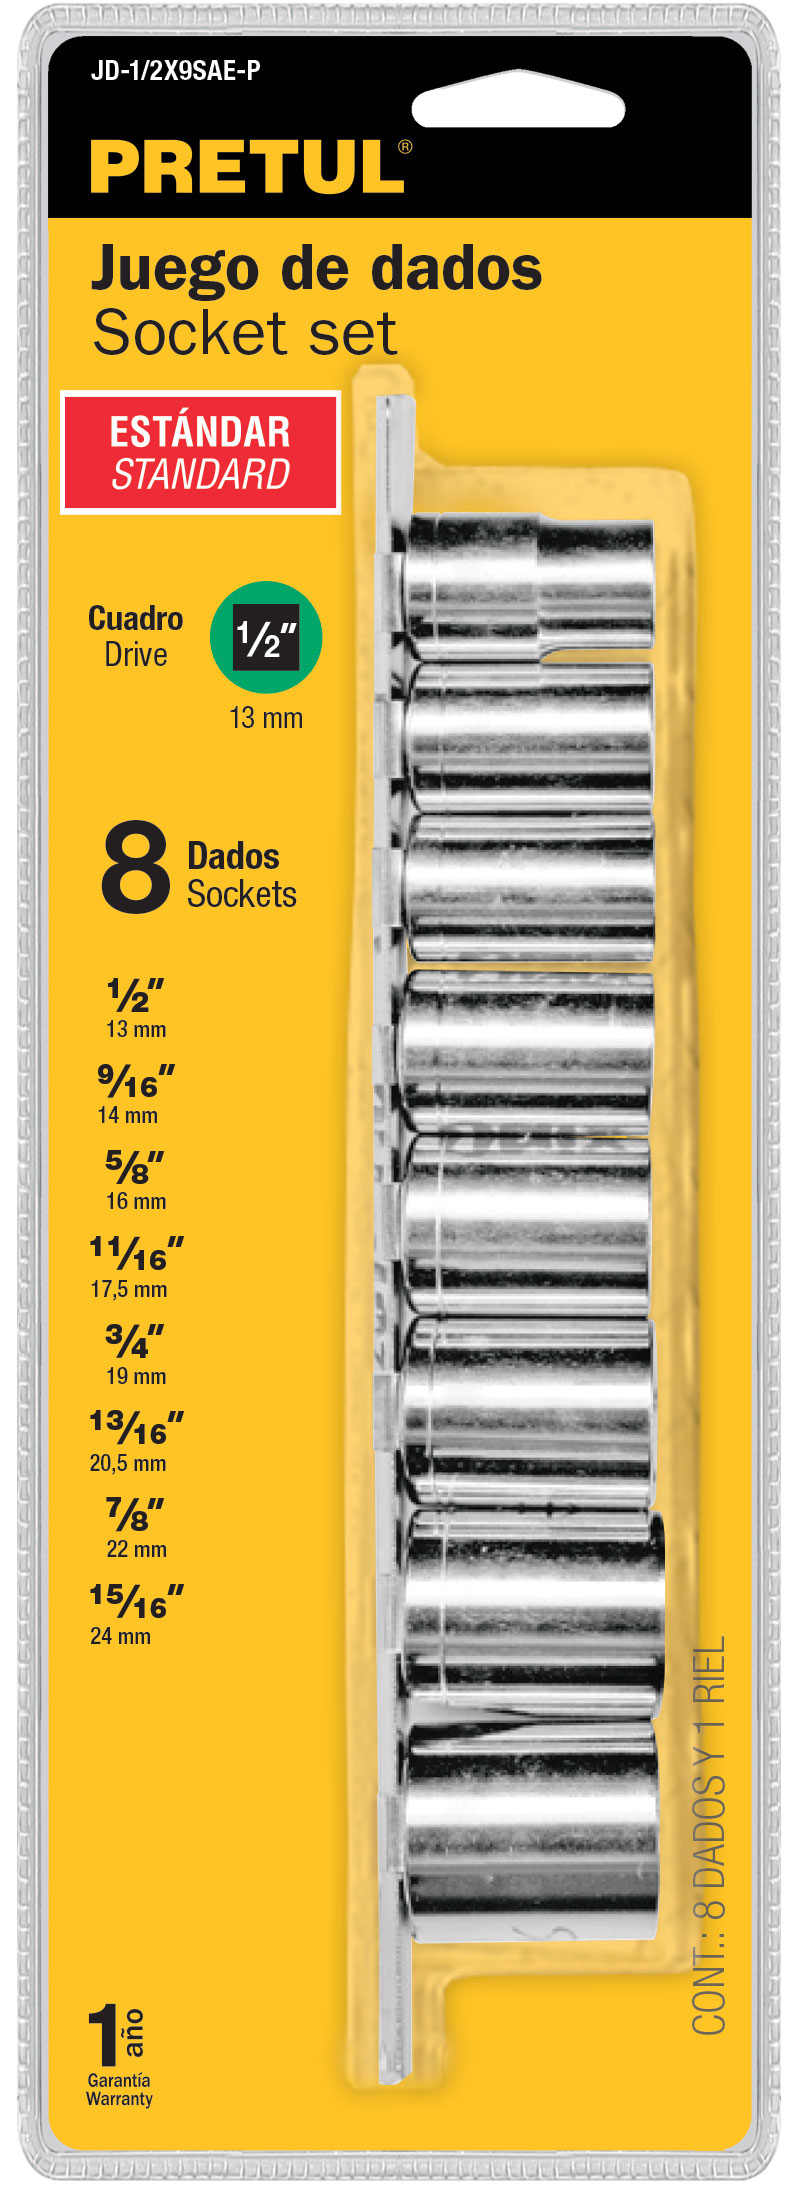 JD-1/2X9SAE-P
PRETUL®
Juego de dados
Socket set
ESTÁNDAR
STANDARD
Cuadro
Drive
1/2"
13 mm
8
Dados
Sockets
1/2"
13 mm
9/16"
14 mm
5/8"
16 mm
11/16"
17,5 mm
3/4"
19 mm
13/16"
20,5 mm
7/8"
22 mm
15/16"
24 mm
CONT.: 8 DADOS Y 1 RIEL
1 año
Garantía
Warranty